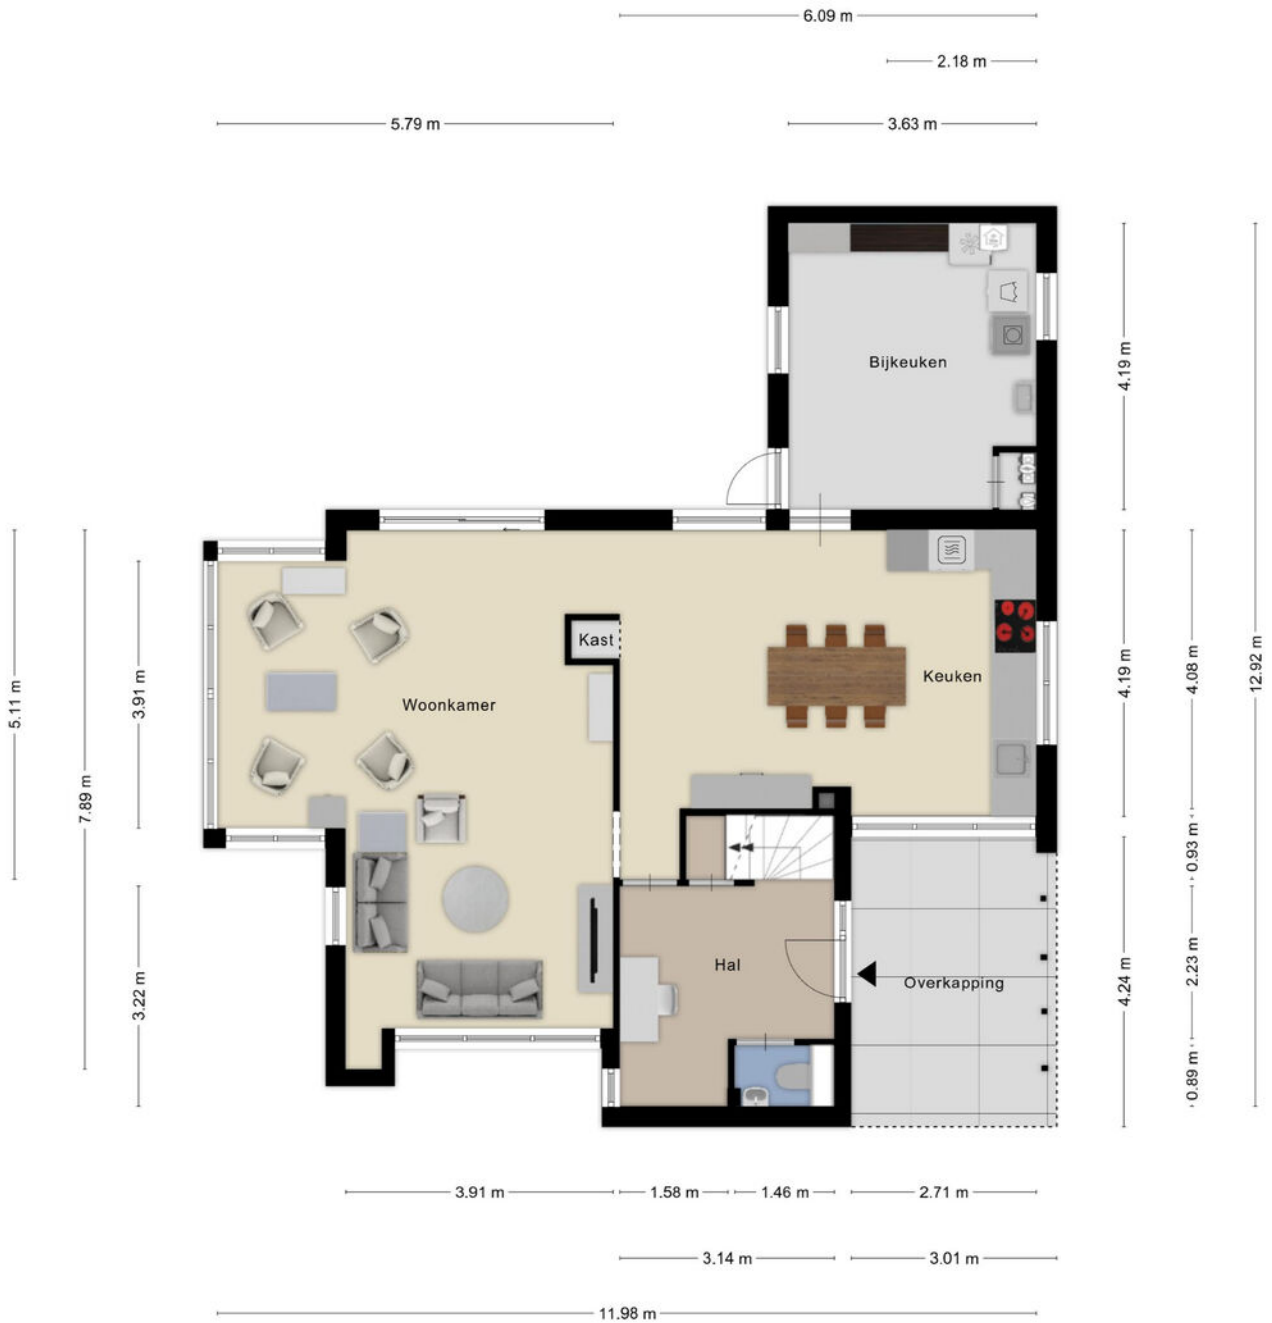 6.09 m
2.18 m
5.79 m
3.63 m
4.19 m
Bijkeuken
12.92 m
Kast
Keuken
4.19 m
4.08 m
5.11 m
3.91 m
Woonkamer
7.89 m
0.93 m
Hal
Overkapping
2.23 m
4.24 m
3.22 m
0.89 m
3.91 m
1.58 m
1.46 m
2.71 m
3.14 m
3.01 m
11.98 m